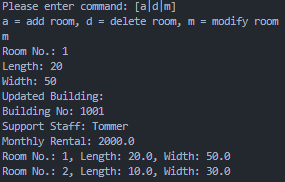 Please enter command: [a|d|m]
a = add room, d = delete room, m = modify room
m
Room No.: 1
Length: 20
Width: 50
Updated Building:
Building No: 1001
Support Staff: Tommer
Monthly Rental: 2000.0
Room No.: 1, Length: 20.0, Width: 50.0
Room No.: 2, Length: 10.0, Width: 30.0